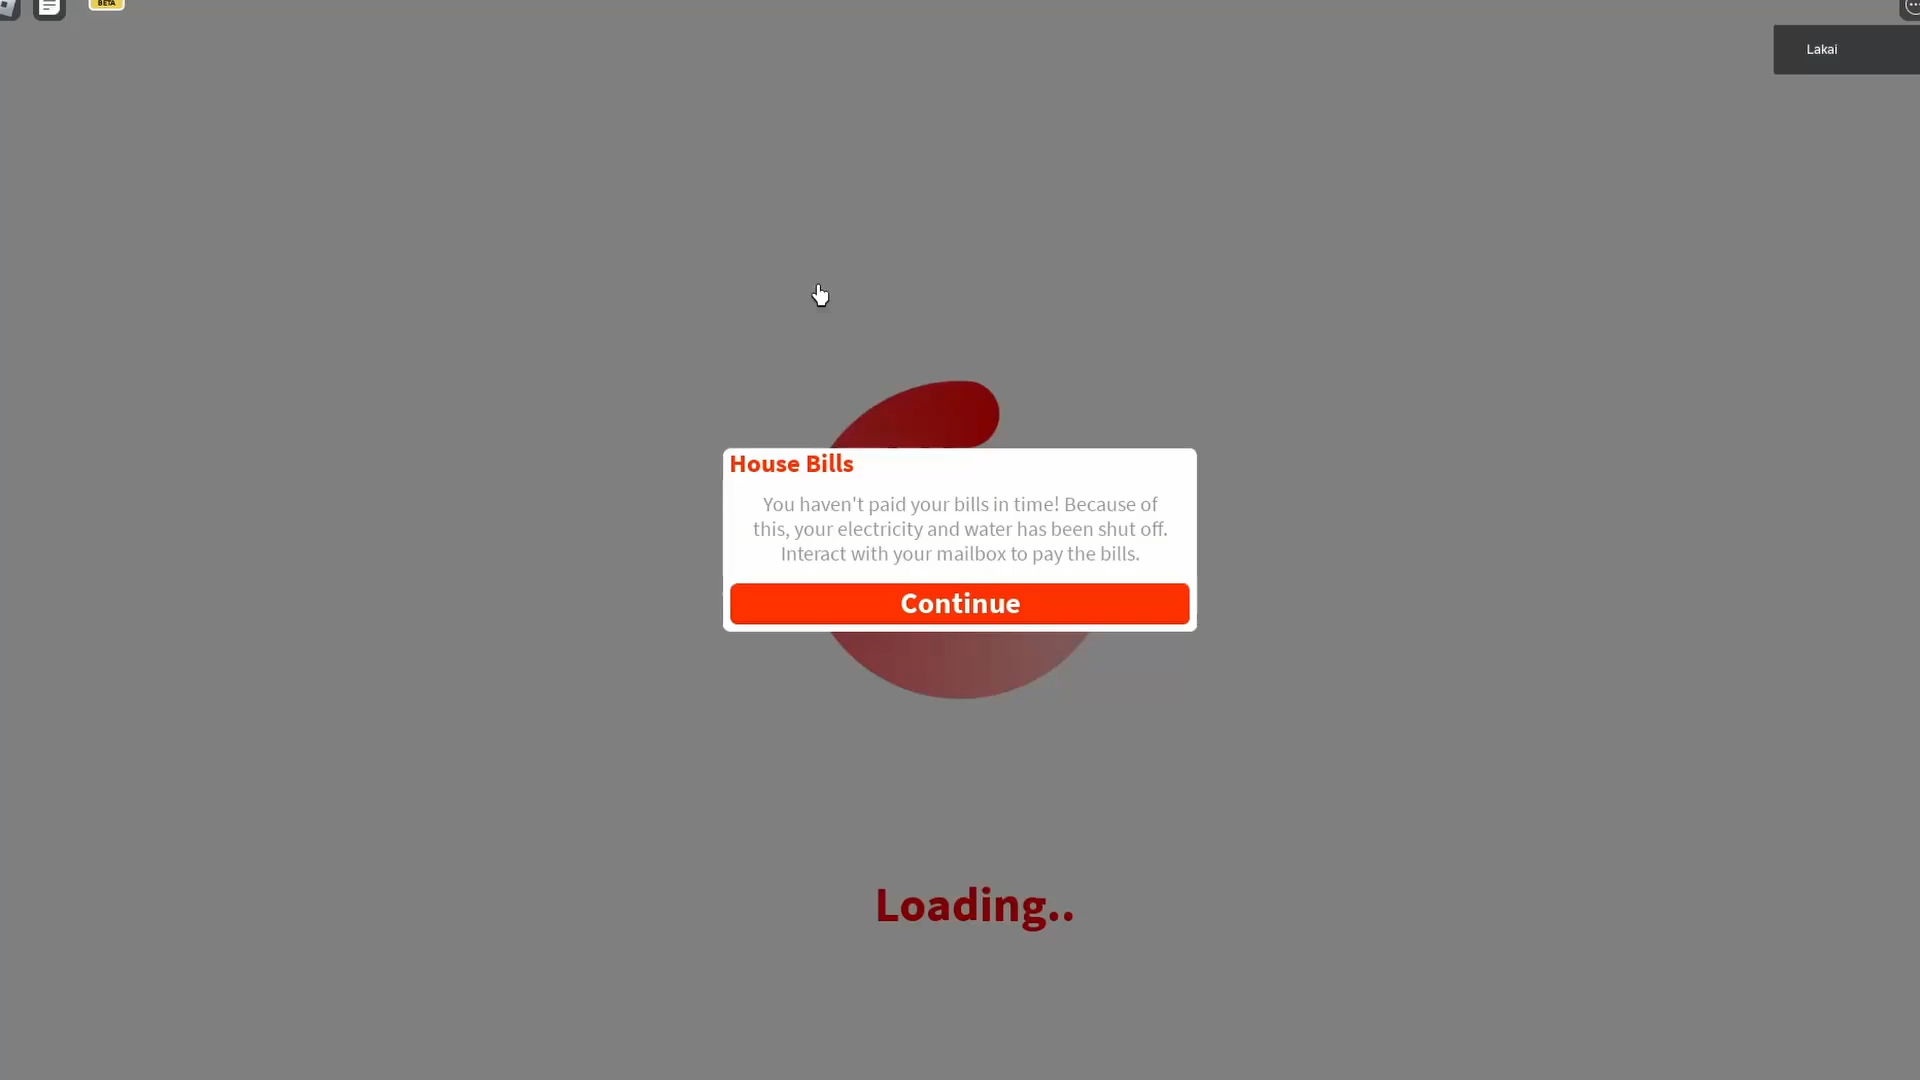 BETA
Lakai
House Bills
You haven't paid your bills in time! Because of
this, your electricity and water has been shut off.
Interact with your mailbox to pay the bills.
Continue
Loading..